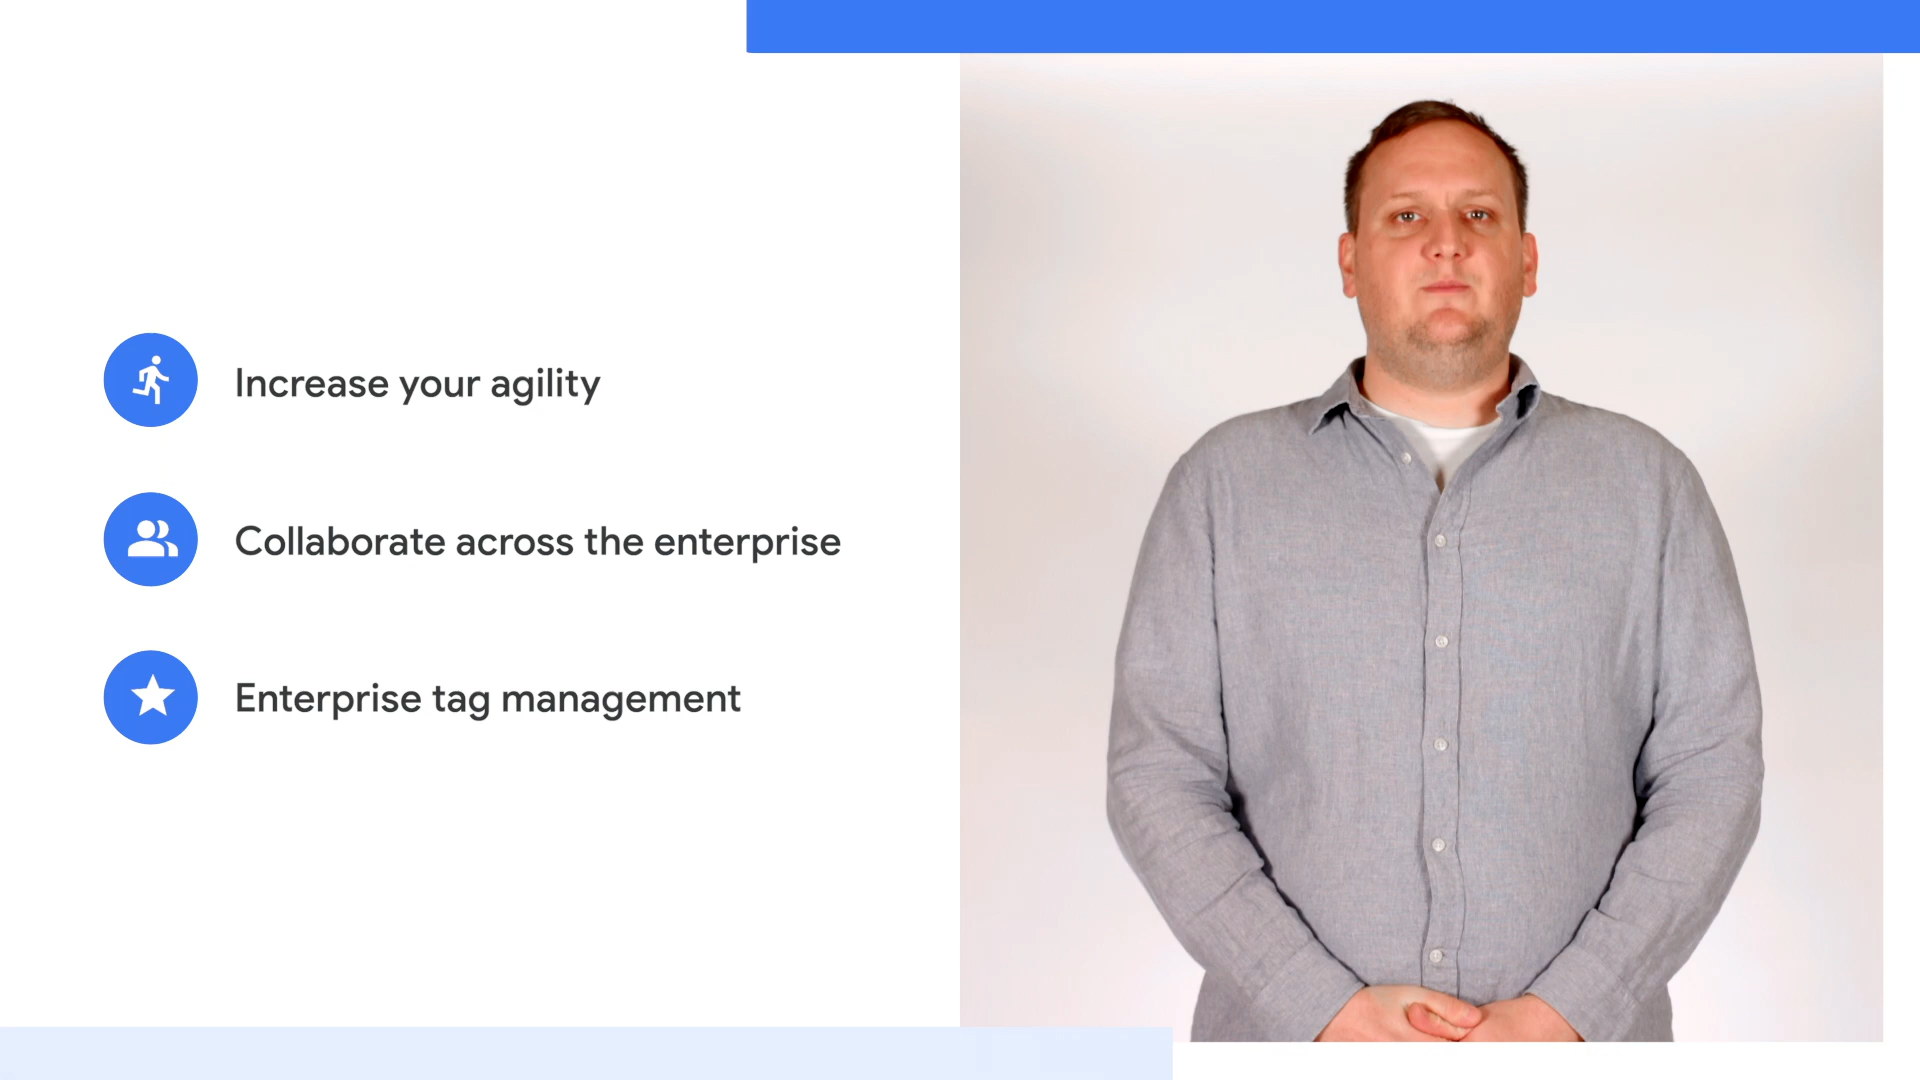 Increase your agility
Collaborate across the enterprise
Enterprise tag management